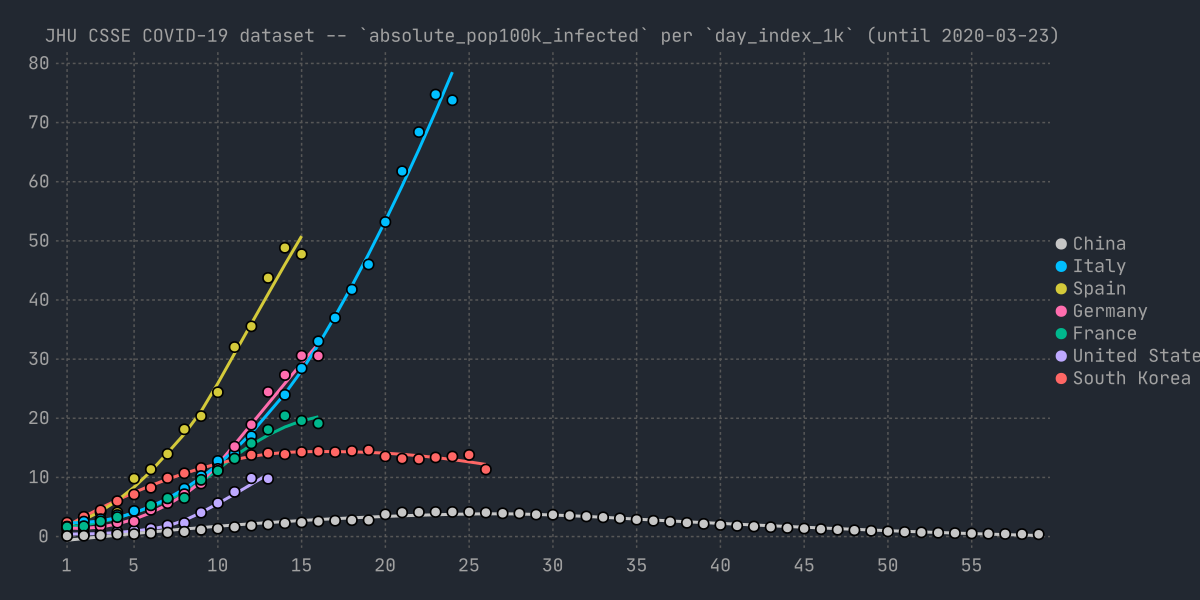 JHU CSSE COVID-19 dataset -- `absolute_pop100k_infected` per `day_index_1k` (until 2020-03-23)
80
70
60
50
40
30
20
10
0
1 5 10 15 20 25 30 35 40 45 50 55
China
Italy
Spain
Germany
France
United State
South Korea